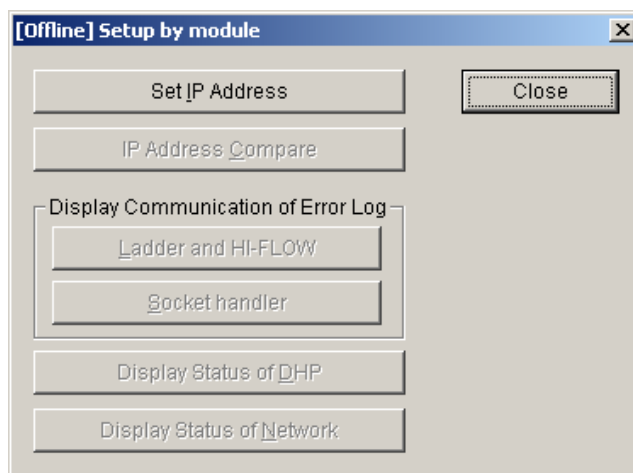 [Offline] Setup by module
Set IP Address
Close
IP Address Compare
Display Communication of Error Log
Ladder and HI-FLOW
Socket handler
Display Status of DHP
Display Status of Network